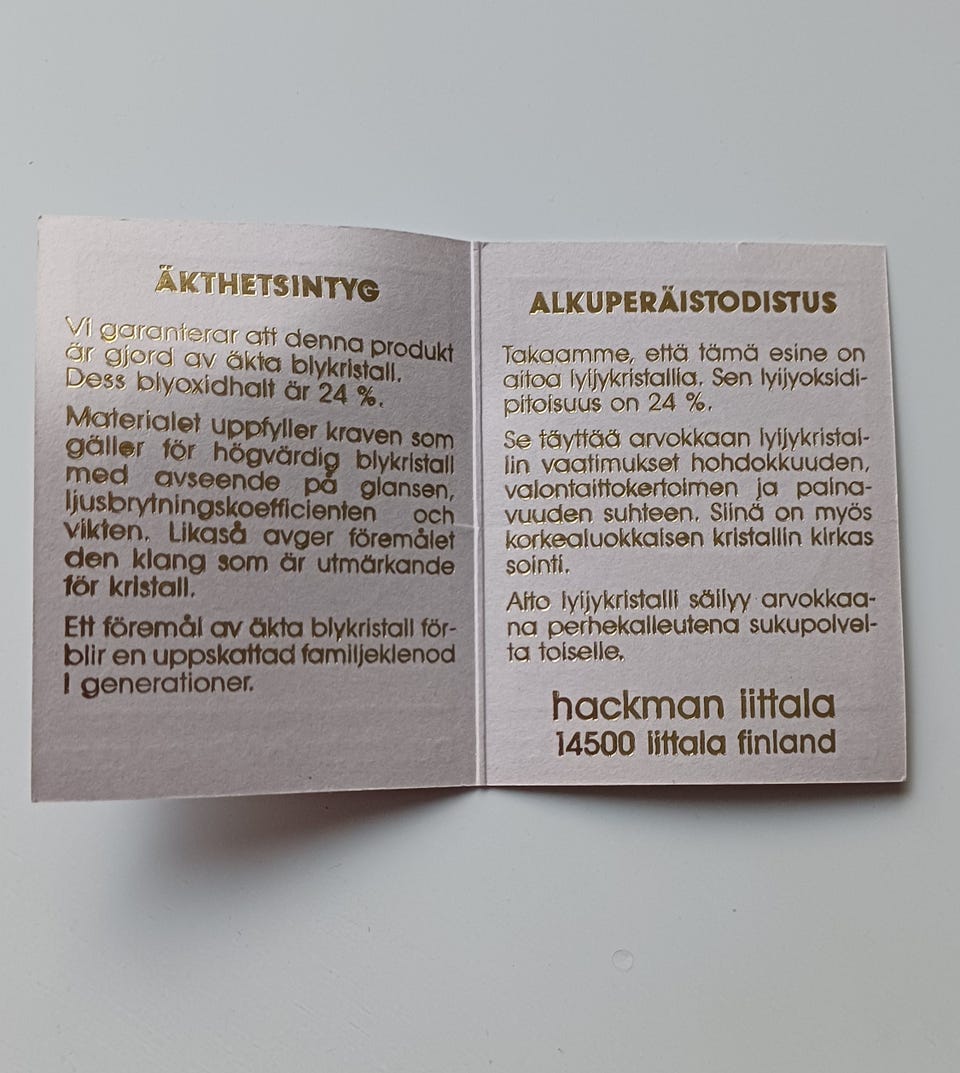 ÄKTHETSINTYG
Vi garanterar att denna produkt
är gjord av äkta blykristall.
Dess blyoxidhalt är 24 %.
Materialet uppfyller kraven som
gäller för högvärdig blykristall
med avseende på glansen,
ljusbrytningskoefficienten och
vikten. Likaså avger föremålet
den klang som är utmärkande
för kristall.
Ett föremål av äkta blykristall för-
blir en uppskattad familjeklenod
i generationer.
ALKUPERÄISTODISTUS
Takaamme, että tämä esine on
aitoa lyijykristallia. Sen lyijyoksidi-
pitoisuus on 24 %.
Se täyttää arvokkaan lyijykristal-
lin vaatimukset hohdokkuuden,
valontaittokertoimen ja paina-
vuuden suhteen. Siinä on myös
korkealuokkaisen kristallin kirkas
sointi.
Aito lyijykristalli säilyy arvokkaa-
na perhekalleutena sukupolvel-
ta toiselle.
hackman iittala
14500 iittala finland